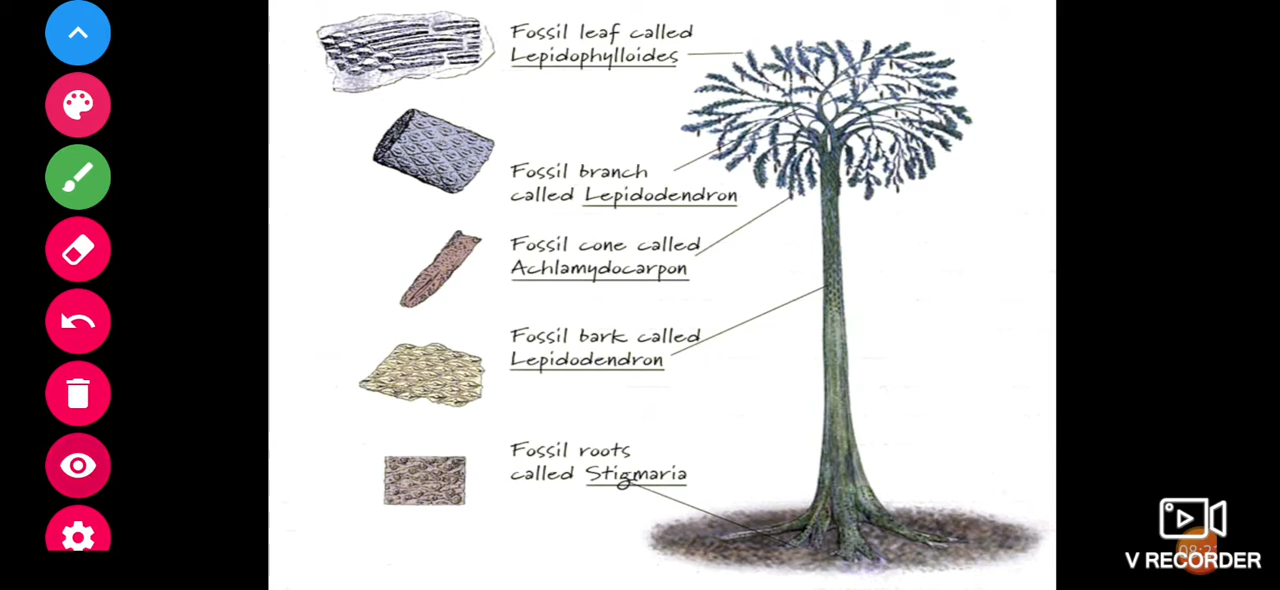 Fossil leaf called
Lepidophylloides
Fossil branch
called Lepidodendron
Fossil cone called
Achlamydocarpon
Fossil bark called
Lepidodendron
Fossil roots
called Stigmaria
V RECORDER